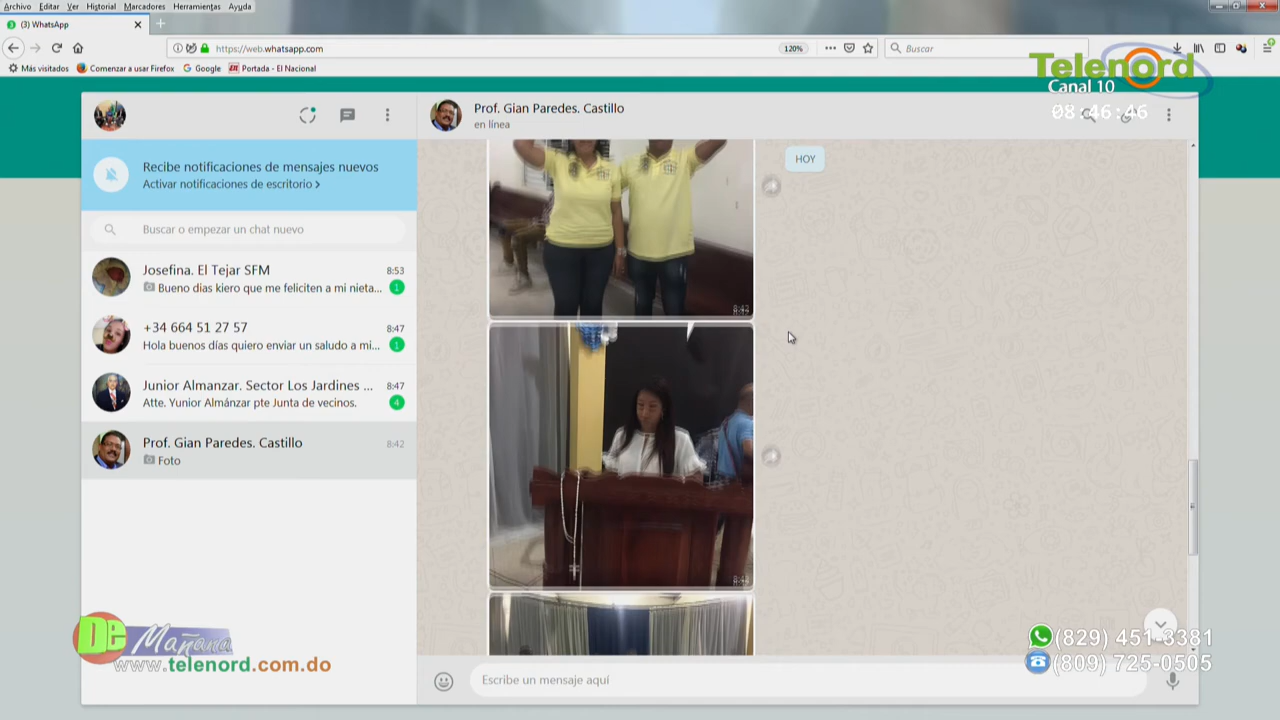 Archivo Editar Ver Historial Marcadores Herramientas Ayuda
(3) WhatsApp
https://web.whatsapp.com
120%
Buscar
Más visitados Comenzar a usar Firefox Google Portada - El Nacional
Telenord
Canal 10
08:46:46
Prof. Gian Paredes. Castillo
en línea
Recibe notificaciones de mensajes nuevos
Activar notificaciones de escritorio
Buscar o empezar un chat nuevo
Josefina. El Tejar SFM 8:53
Bueno dias kiero que me feliciten a mi nieta... 1
+34 664 51 27 57 8:47
Hola buenos días quiero enviar un saludo a mi... 1
Junior Almanzar. Sector Los Jardines ... 8:47
Atte. Yunior Almánzar pte Junta de vecinos. 4
Prof. Gian Paredes. Castillo 8:42
Foto
HOY
De Mañana
www.telenord.com.do
(829) 451-3381
(809) 725-0505
Escribe un mensaje aquí